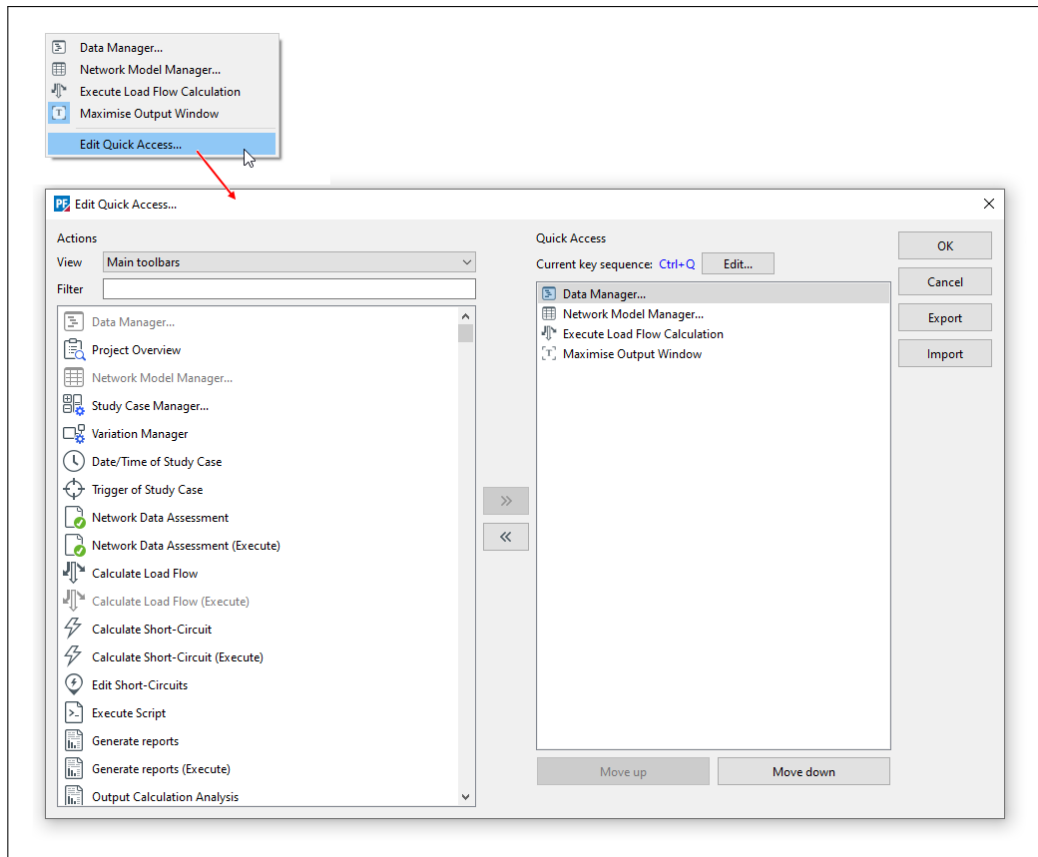 Data Manager...
Network Model Manager...
Execute Load Flow Calculation
Maximise Output Window
Edit Quick Access...
PF Edit Quick Access...
Actions
View Main toolbars
Filter
Data Manager...
Project Overview
Network Model Manager...
Study Case Manager...
Variation Manager
Date/Time of Study Case
Trigger of Study Case
Network Data Assessment
Network Data Assessment (Execute)
Calculate Load Flow
Calculate Load Flow (Execute)
Calculate Short-Circuit
Calculate Short-Circuit (Execute)
Edit Short-Circuits
Execute Script
Generate reports
Generate reports (Execute)
Output Calculation Analysis
Quick Access
Current key sequence: Ctrl+Q Edit...
Data Manager...
Network Model Manager...
Execute Load Flow Calculation
Maximise Output Window
Move up Move down
OK
Cancel
Export
Import